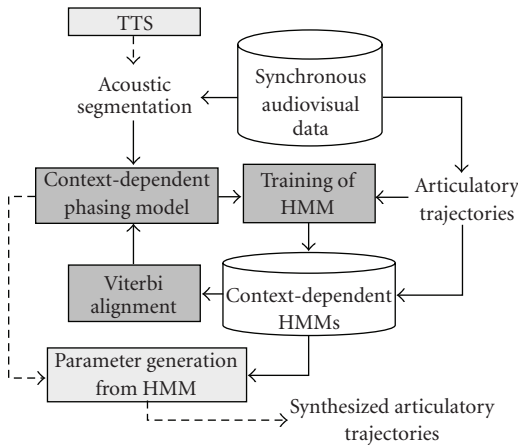 TTS
Acoustic
segmentation
Synchronous
audiovisual
data
Context-dependent
phasing model
Training of
HMM
Articulatory
trajectories
Viterbi
alignment
Context-dependent
HMMs
Parameter generation
from HMM
Synthesized articulatory
trajectories